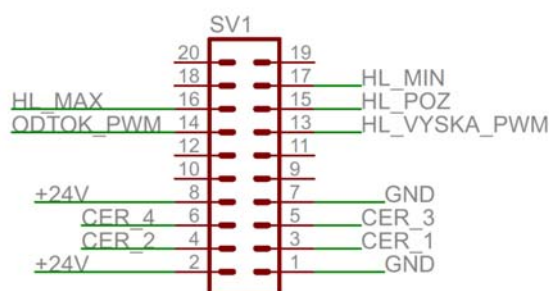 SV1
20 19
18 17 HL_MIN
HL_MAX 16 15 HL_POZ
ODTOK_PWM 14 13 HL_VYSKA_PWM
12 11
10 9
+24V 8 7 GND
CER_4 6 5 CER_3
CER_2 4 3 CER_1
+24V 2 1 GND